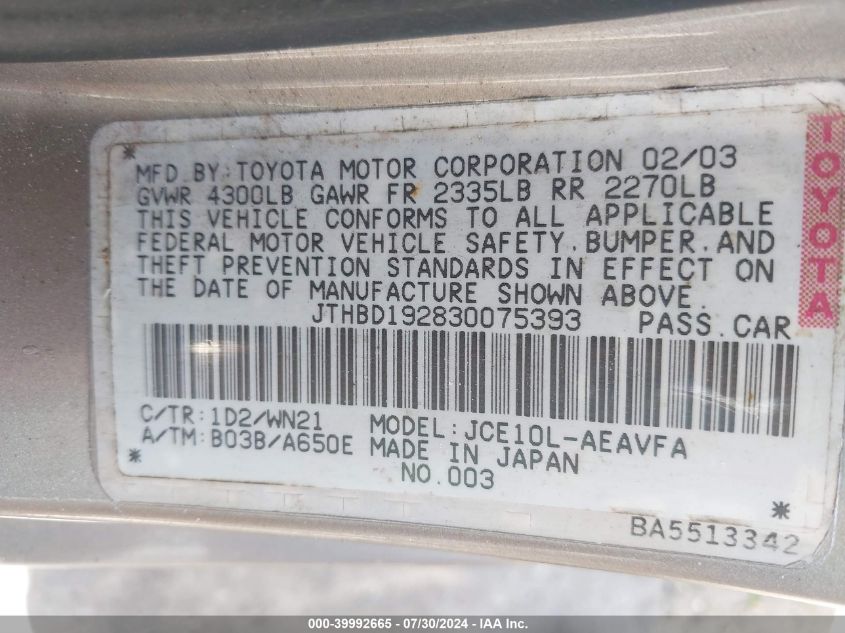 MFD BY: TOYOTA MOTOR CORPORATION 02/03
GVWR 4300LB GAWR FR 2335LB RR 2270LB
THIS VEHICLE CONFORMS TO ALL APPLICABLE
FEDERAL MOTOR VEHICLE SAFETY, BUMPER, AND
THEFT PREVENTION STANDARDS IN EFFECT ON
THE DATE OF MANUFACTURE SHOWN ABOVE.
JTHBD192830075393 PASS. CAR
C/TR: 1D2/WN21 MODEL: JCE10L-AEAVFA
A/TM: B03B/A650E MADE IN JAPAN
NO. 003
BA5513342
TOYOTA
000-39992665 / 07/30/2024 / IAA Inc.